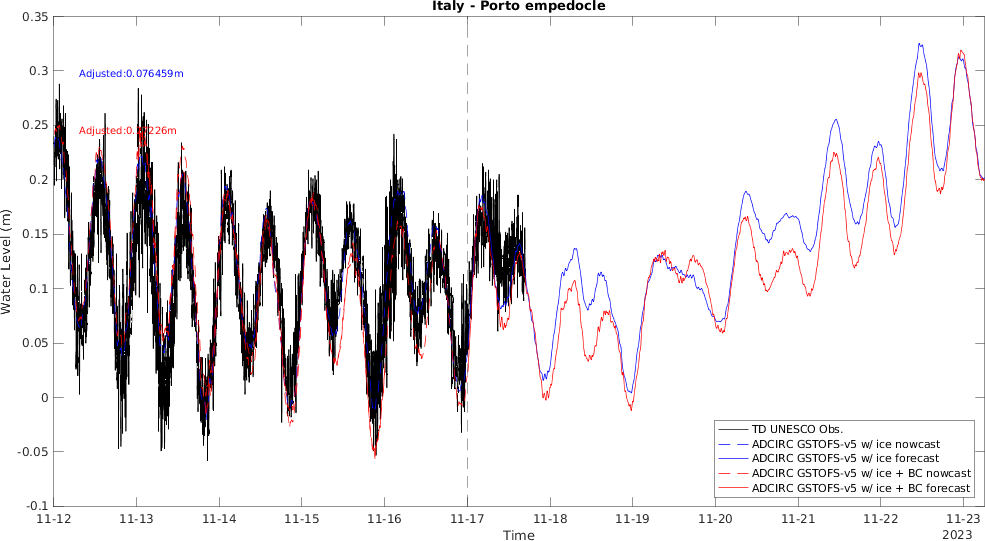 Italy - Porto empedocle
0.35
0.3
0.25
0.2
0.15
0.1
0.05
0
-0.05
-0.1
Water Level (m)
Adjusted:0.076459m
TD UNESCO Obs.
ADCIRC GSTOFS-v5 w/ ice nowcast
ADCIRC GSTOFS-v5 w/ ice forecast
ADCIRC GSTOFS-v5 w/ ice + BC nowcast
ADCIRC GSTOFS-v5 w/ ice + BC forecast
11-12 11-13 11-14 11-15 11-16 11-17 11-18 11-19 11-20 11-21 11-22 11-23
Time
2023